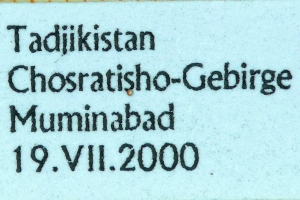 Tadjikistan
Chosratisho-Gebirge
Muminabad
19.VII.2000